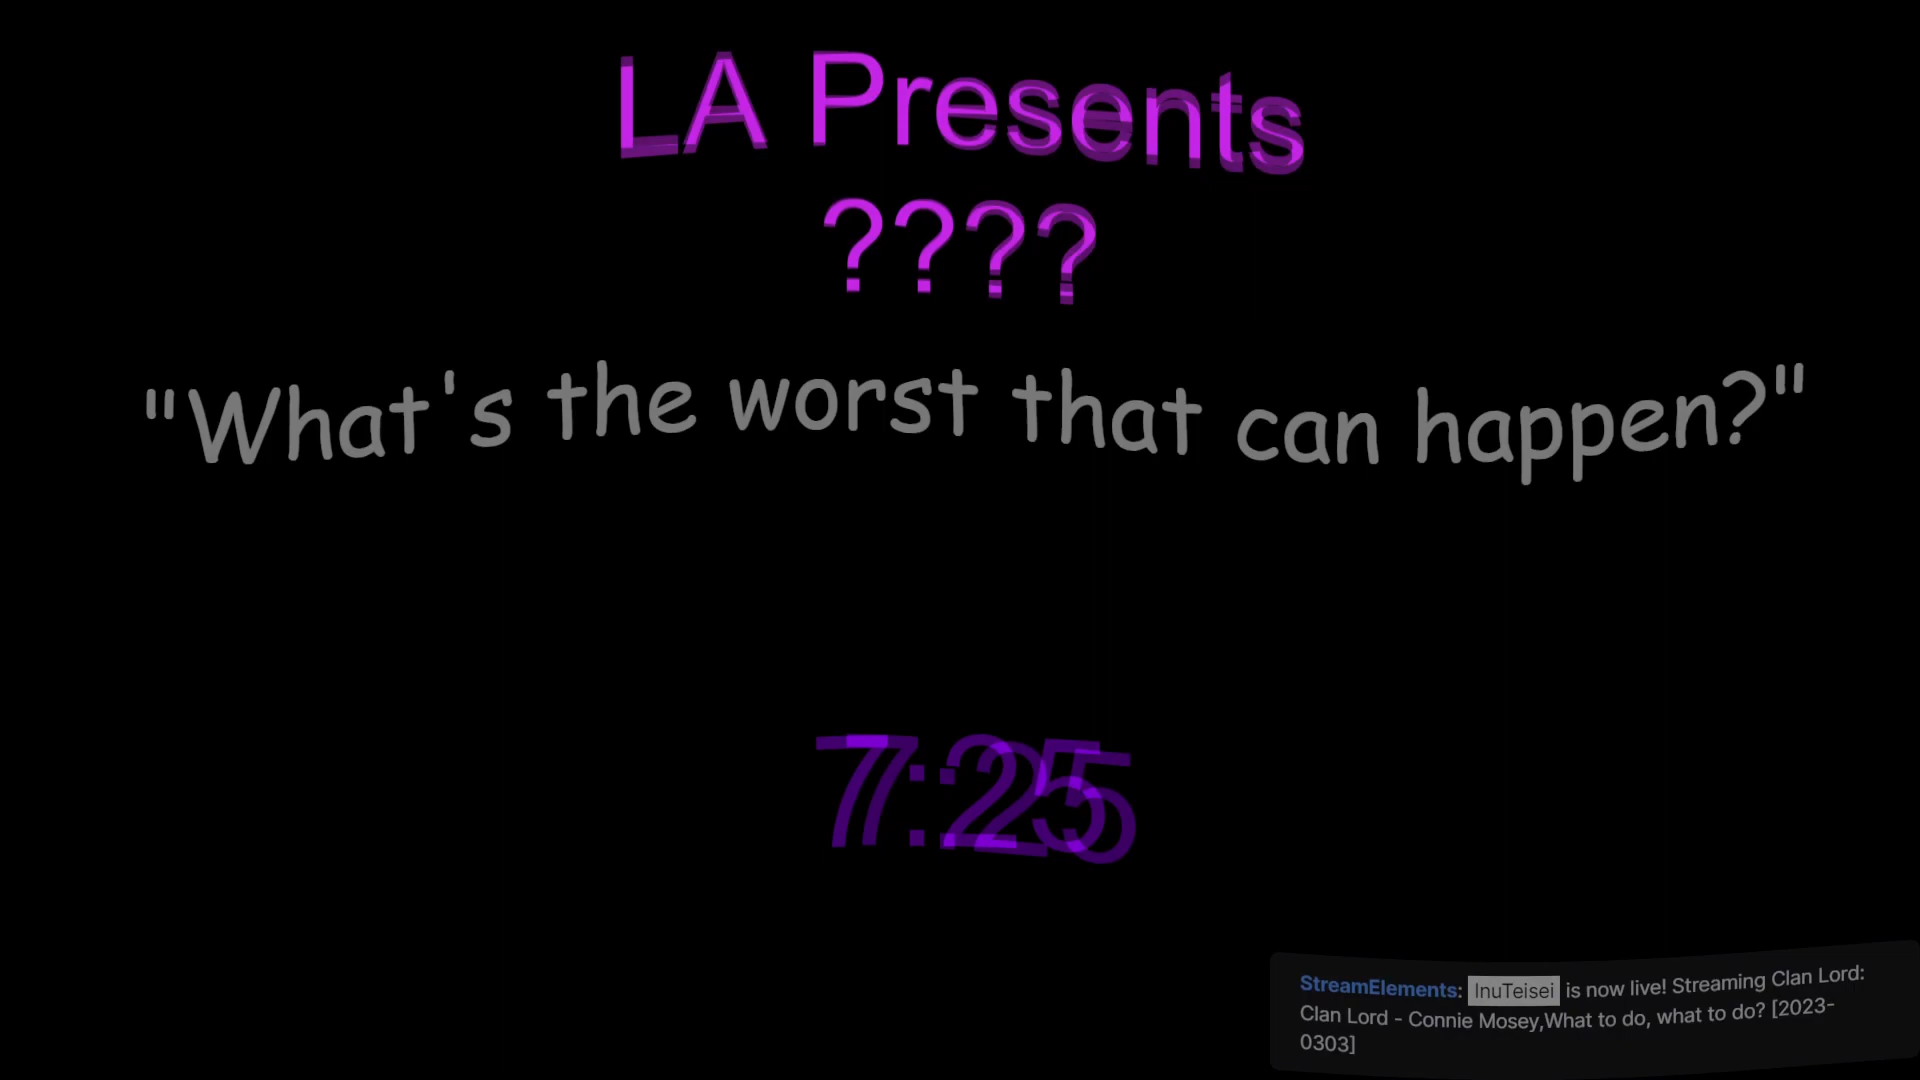 LA Presents
????
"What's the worst that can happen?"
7:25
StreamElements: InuTeisei is now live! Streaming Clan Lord:
Clan Lord - Connie Mosey,What to do, what to do? [2023-
0303]